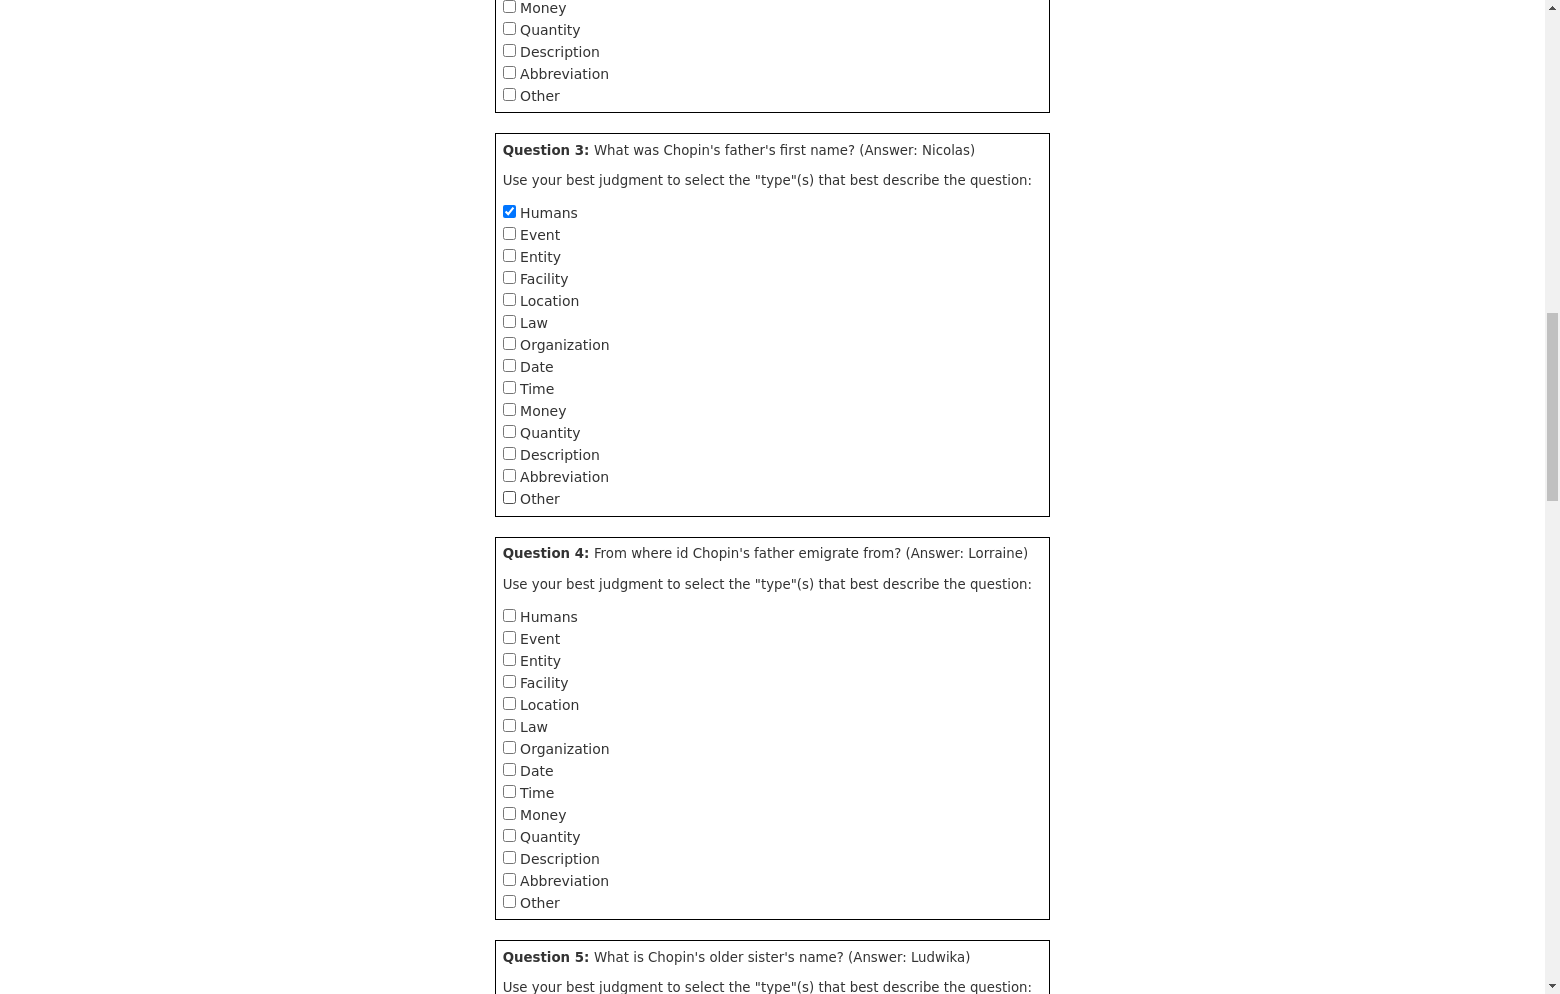 Money
Quantity
Description
Abbreviation
Other
Question 3: What was Chopin's father's first name? (Answer: Nicolas)
Use your best judgment to select the "type"(s) that best describe the question:
Humans
Event
Entity
Facility
Location
Law
Organization
Date
Time
Money
Quantity
Description
Abbreviation
Other
Question 4: From where id Chopin's father emigrate from? (Answer: Lorraine)
Use your best judgment to select the "type"(s) that best describe the question:
Humans
Event
Entity
Facility
Location
Law
Organization
Date
Time
Money
Quantity
Description
Abbreviation
Other
Question 5: What is Chopin's older sister's name? (Answer: Ludwika)
Use your best judgment to select the "type"(s) that best describe the question: